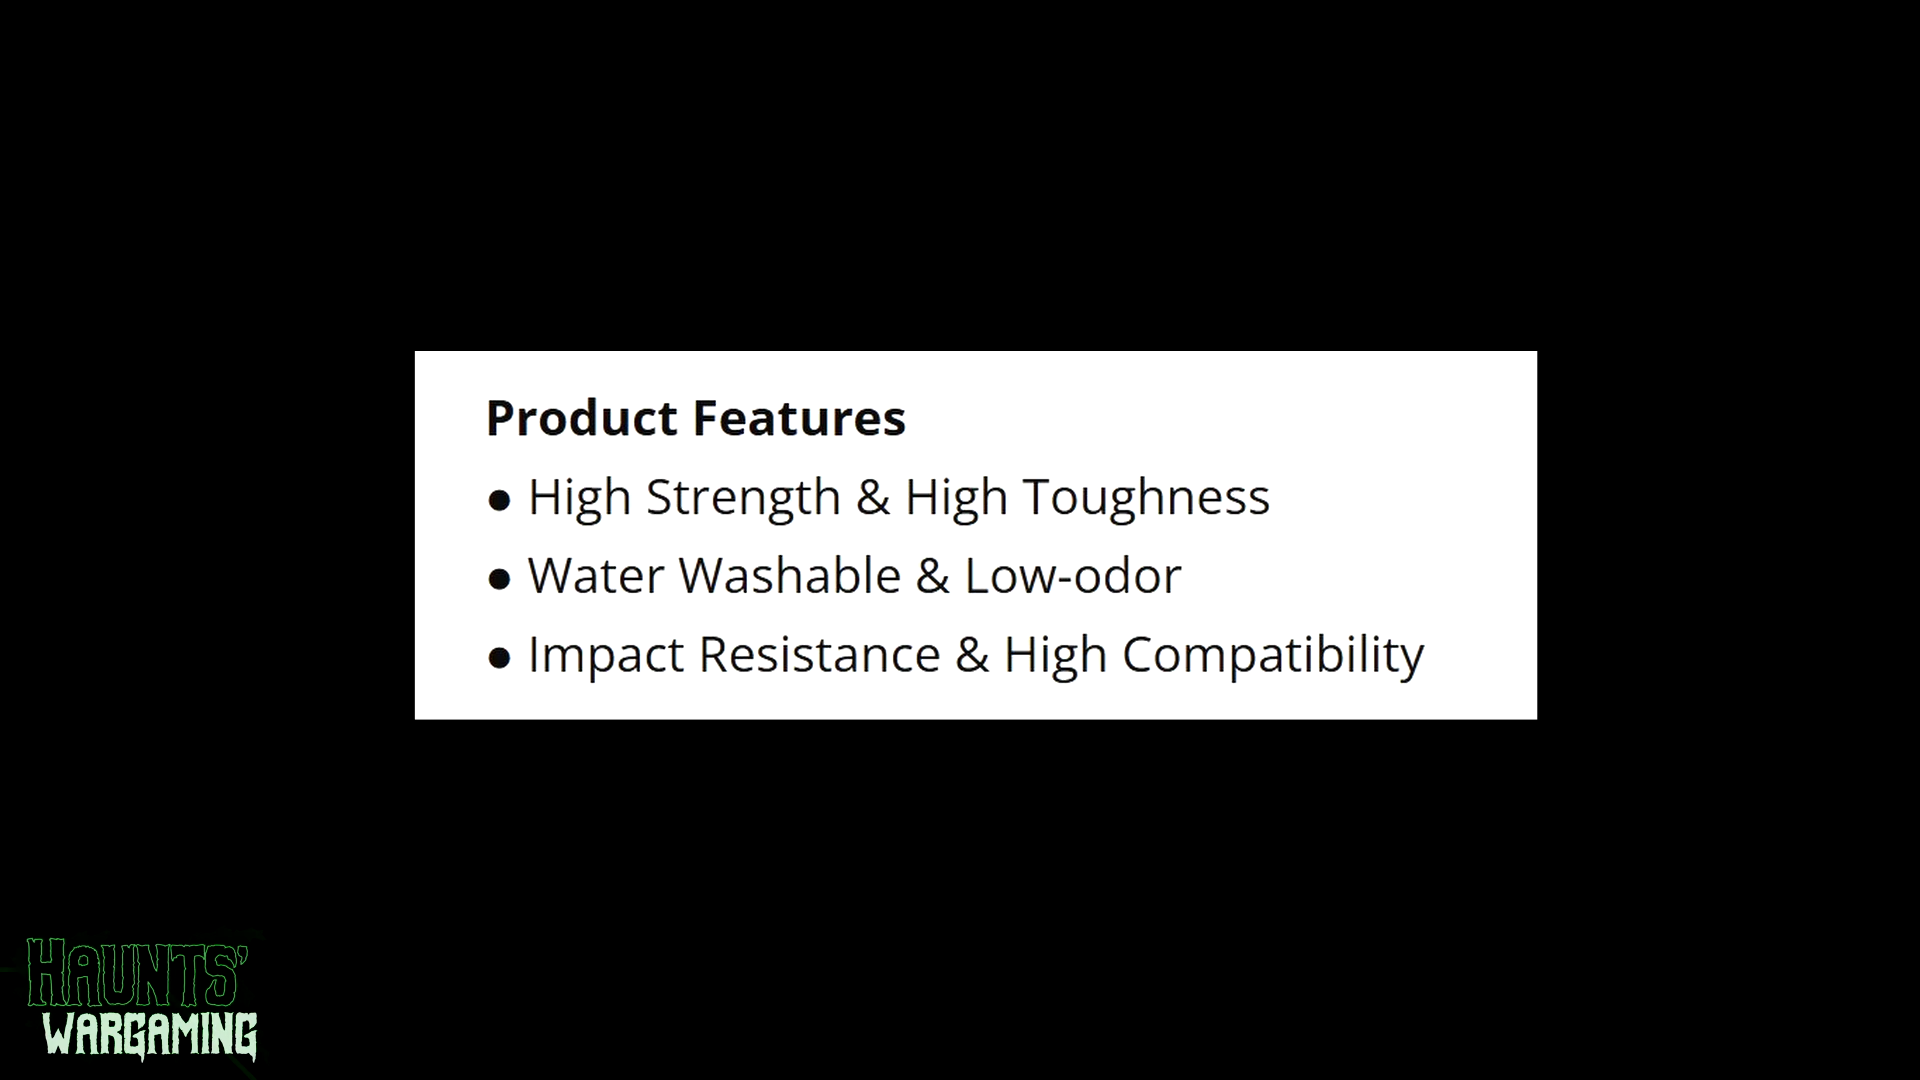 Product Features
● High Strength & High Toughness
● Water Washable & Low-odor
● Impact Resistance & High Compatibility
HAUNTS'
WARGAMING